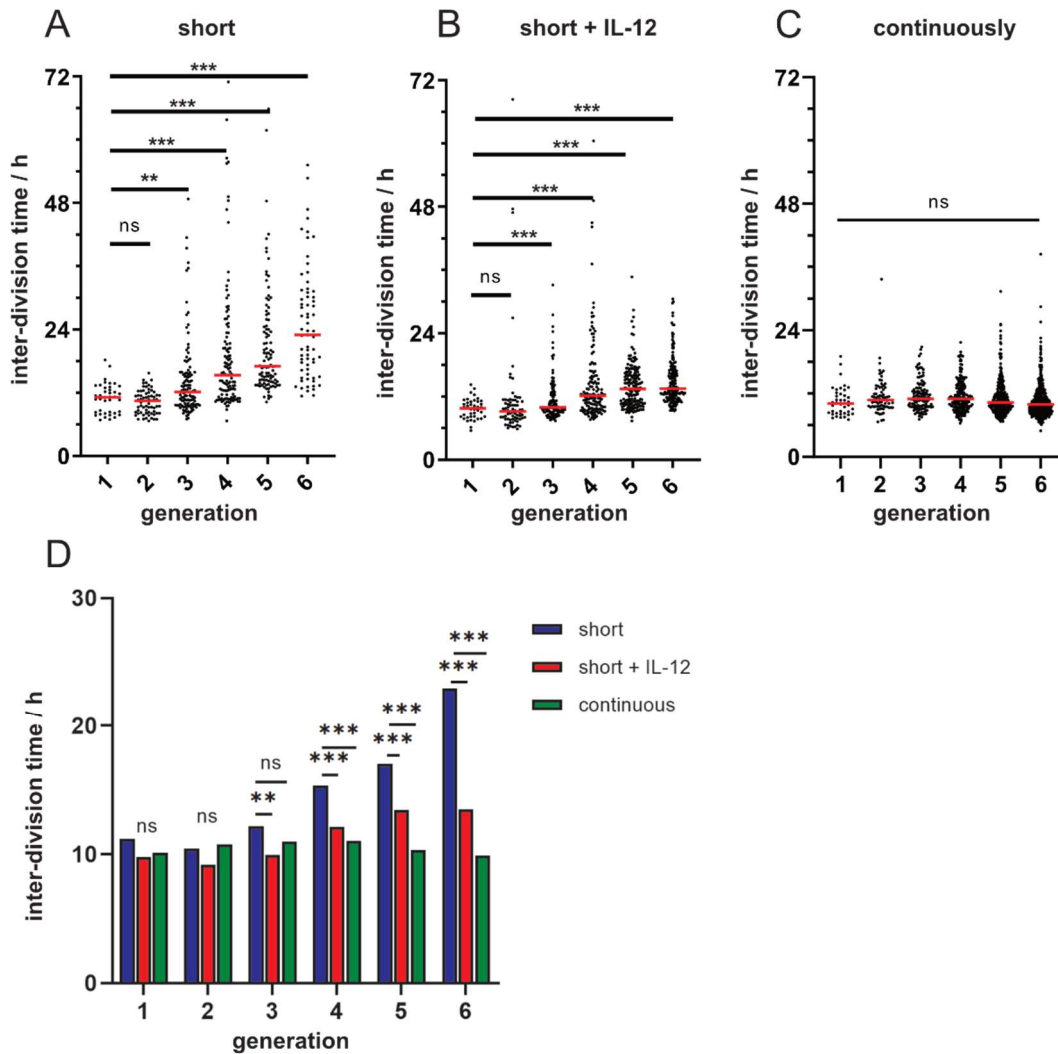 A
short
72
48
24
0
inter-division time / h
***
***
***
**
ns
1 2 3 4 5 6
generation
B
short + IL-12
72
48
24
0
inter-division time / h
***
***
***
***
ns
1 2 3 4 5 6
generation
C
continuously
72
48
24
0
inter-division time / h
ns
1 2 3 4 5 6
generation
D
30
20
10
0
inter-division time / h
ns
ns
ns
**
***
***
***
***
***
***
1 2 3 4 5 6
generation
short
short + IL-12
continuous